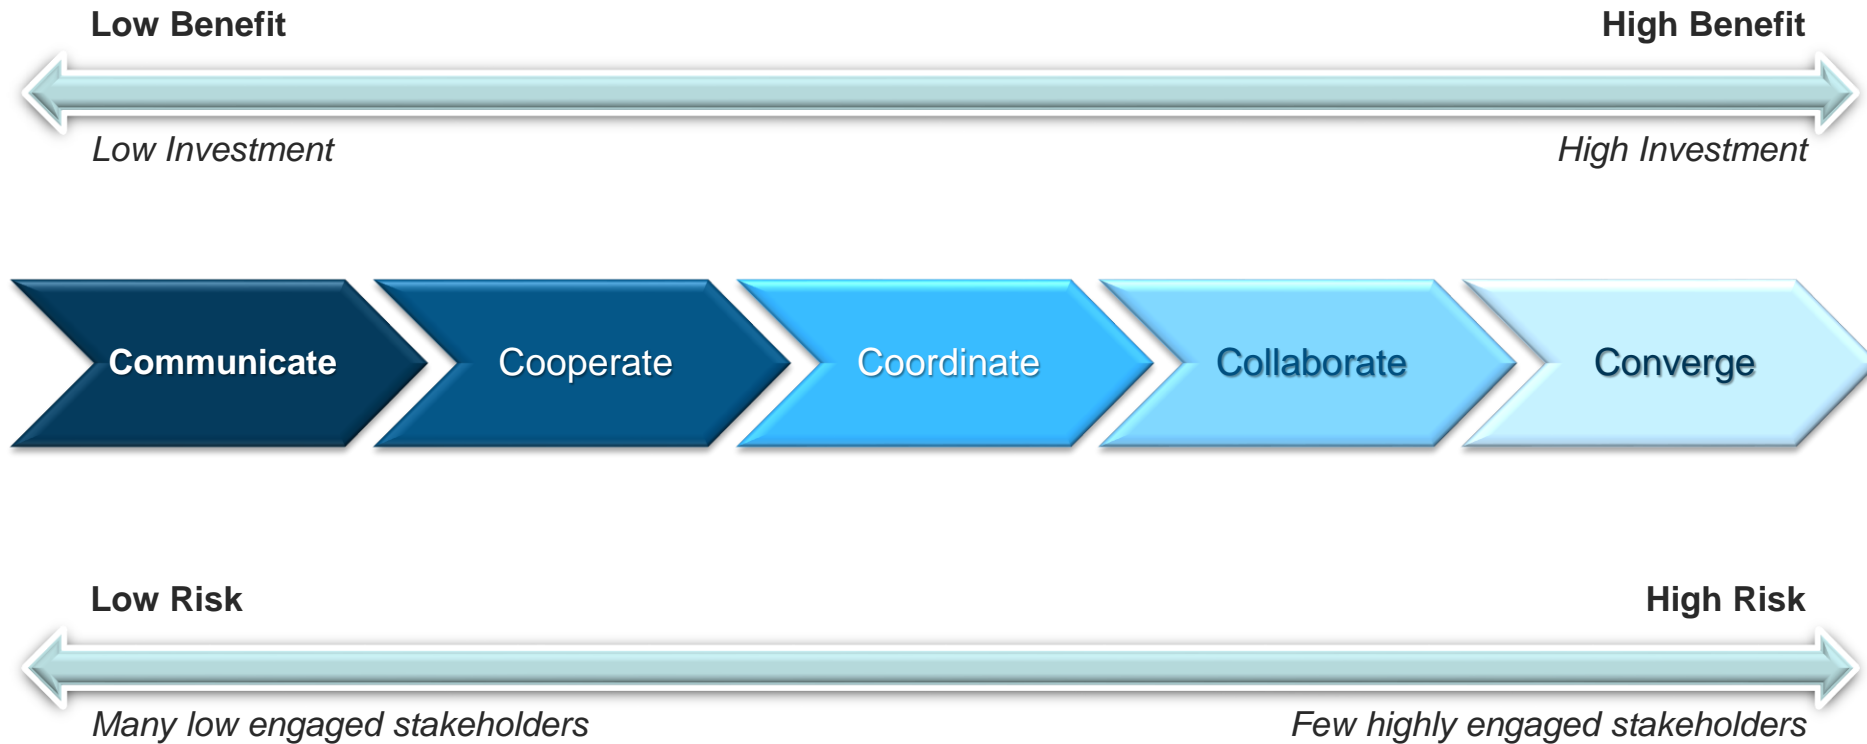 Low Benefit
High Benefit
Low Investment
High Investment
Communicate
Cooperate
Coordinate
Collaborate
Converge
Low Risk
High Risk
Many low engaged stakeholders
Few highly engaged stakeholders